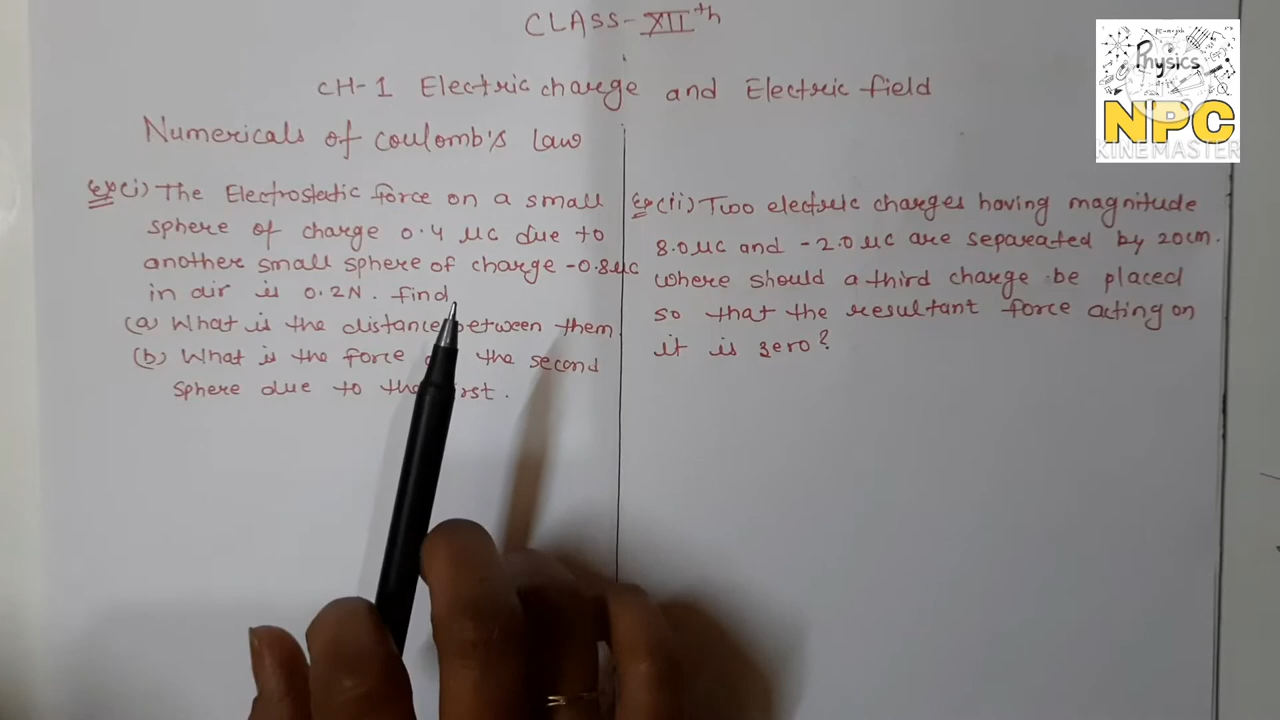 CLASS-XIIth
CH-1 Electric charge and Electric field
Numericals of coulomb's law
Ex(i) The Electrostatic force on a small
sphere of charge 0.4 μc due to
another small sphere of charge -0.8μc
in air is 0.2N. find
(a) What is the distance between them
(b) What is the force the second
sphere due to the first.
Ex(ii) Two electric charges having magnitude
8.0μc and -2.0μc are separated by 20cm.
where should a third charge be placed
so that the resultant force acting on
it is zero?
Physics
NPC
KINEMASTER